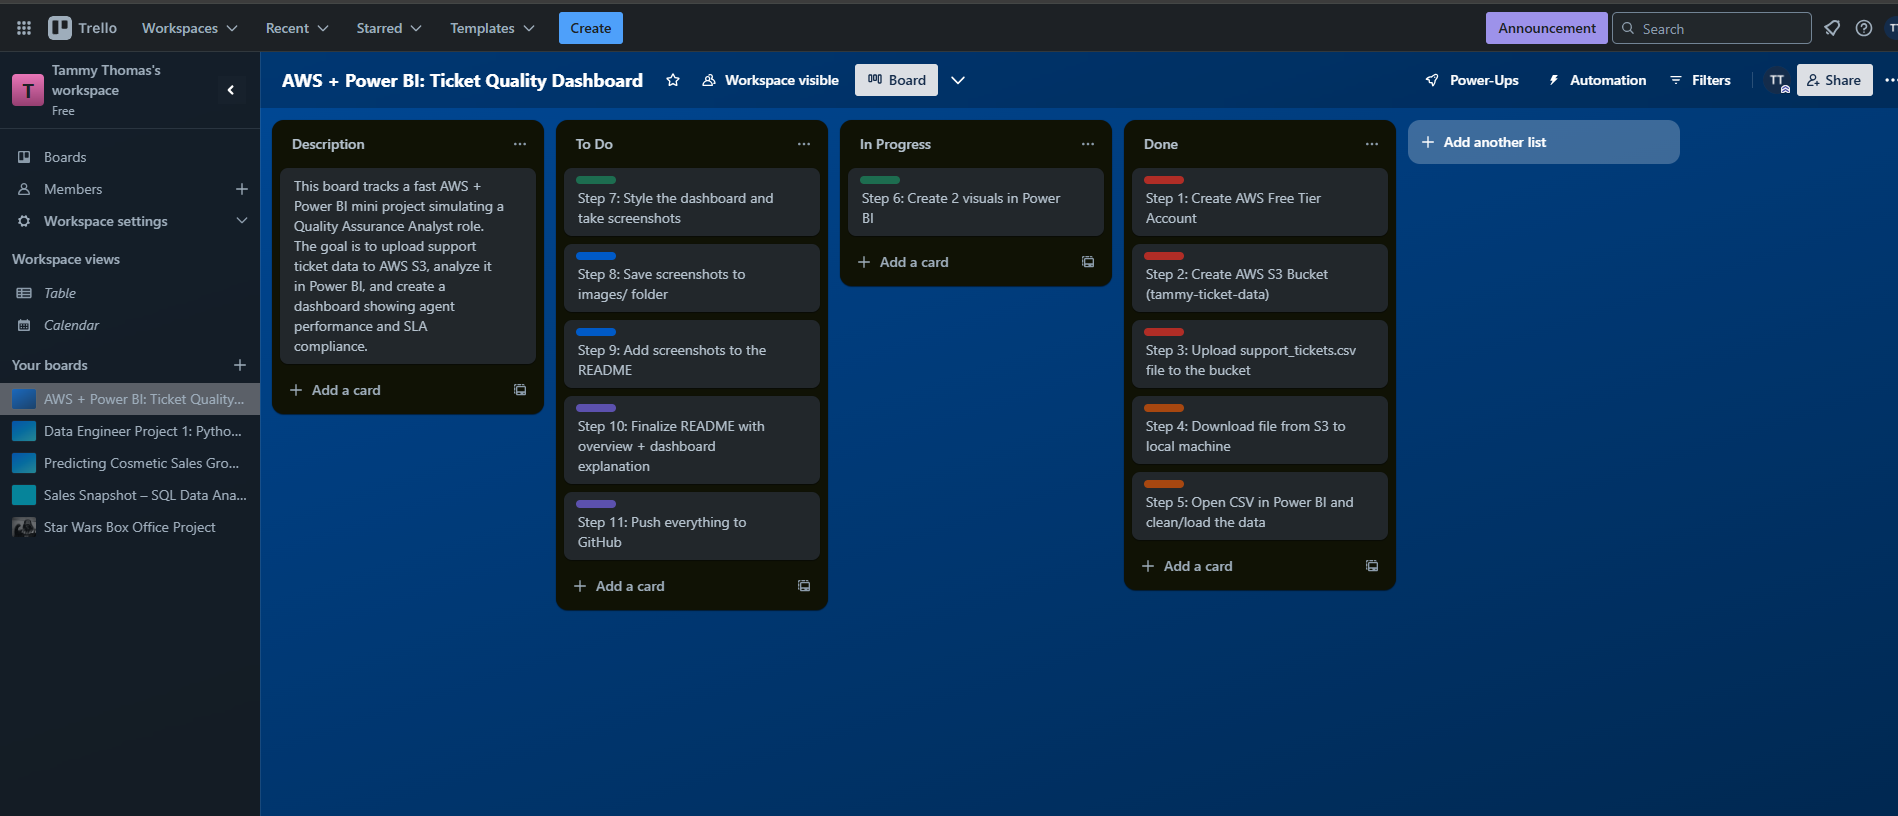 Trello
Workspaces
Recent
Starred
Templates
Create
Announcement
Search
Tammy Thomas's
workspace
Free
T
AWS + Power BI: Ticket Quality Dashboard
Workspace visible
Board
Power-Ups
Automation
Filters
TT
Share
Boards
Members
Workspace settings
Workspace views
Table
Calendar
Your boards
AWS + Power BI: Ticket Quality...
Data Engineer Project 1: Pytho...
Predicting Cosmetic Sales Gro...
Sales Snapshot – SQL Data Ana...
Star Wars Box Office Project
Description
This board tracks a fast AWS +
Power BI mini project simulating a
Quality Assurance Analyst role.
The goal is to upload support
ticket data to AWS S3, analyze it
in Power BI, and create a
dashboard showing agent
performance and SLA
compliance.
Add a card
To Do
Step 7: Style the dashboard and
take screenshots
Step 8: Save screenshots to
images/ folder
Step 9: Add screenshots to the
README
Step 10: Finalize README with
overview + dashboard
explanation
Step 11: Push everything to
GitHub
Add a card
In Progress
Step 6: Create 2 visuals in Power
BI
Add a card
Done
Step 1: Create AWS Free Tier
Account
Step 2: Create AWS S3 Bucket
(tammy-ticket-data)
Step 3: Upload support_tickets.csv
file to the bucket
Step 4: Download file from S3 to
local machine
Step 5: Open CSV in Power BI and
clean/load the data
Add a card
Add another list